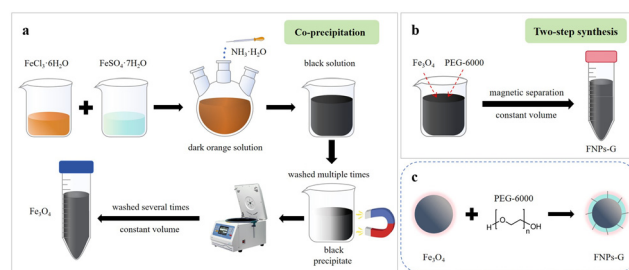 a
Co-precipitation
FeCl₃·6H₂O
FeSO₄·7H₂O
NH₃·H₂O
black solution
dark orange solution
washed multiple times
Fe₃O₄
washed several times
constant volume
black
precipitate
b
Two-step synthesis
Fe₃O₄
PEG-6000
magnetic separation
constant volume
FNPs-G
c
PEG-6000
H
O
n
OH
Fe₃O₄
FNPs-G